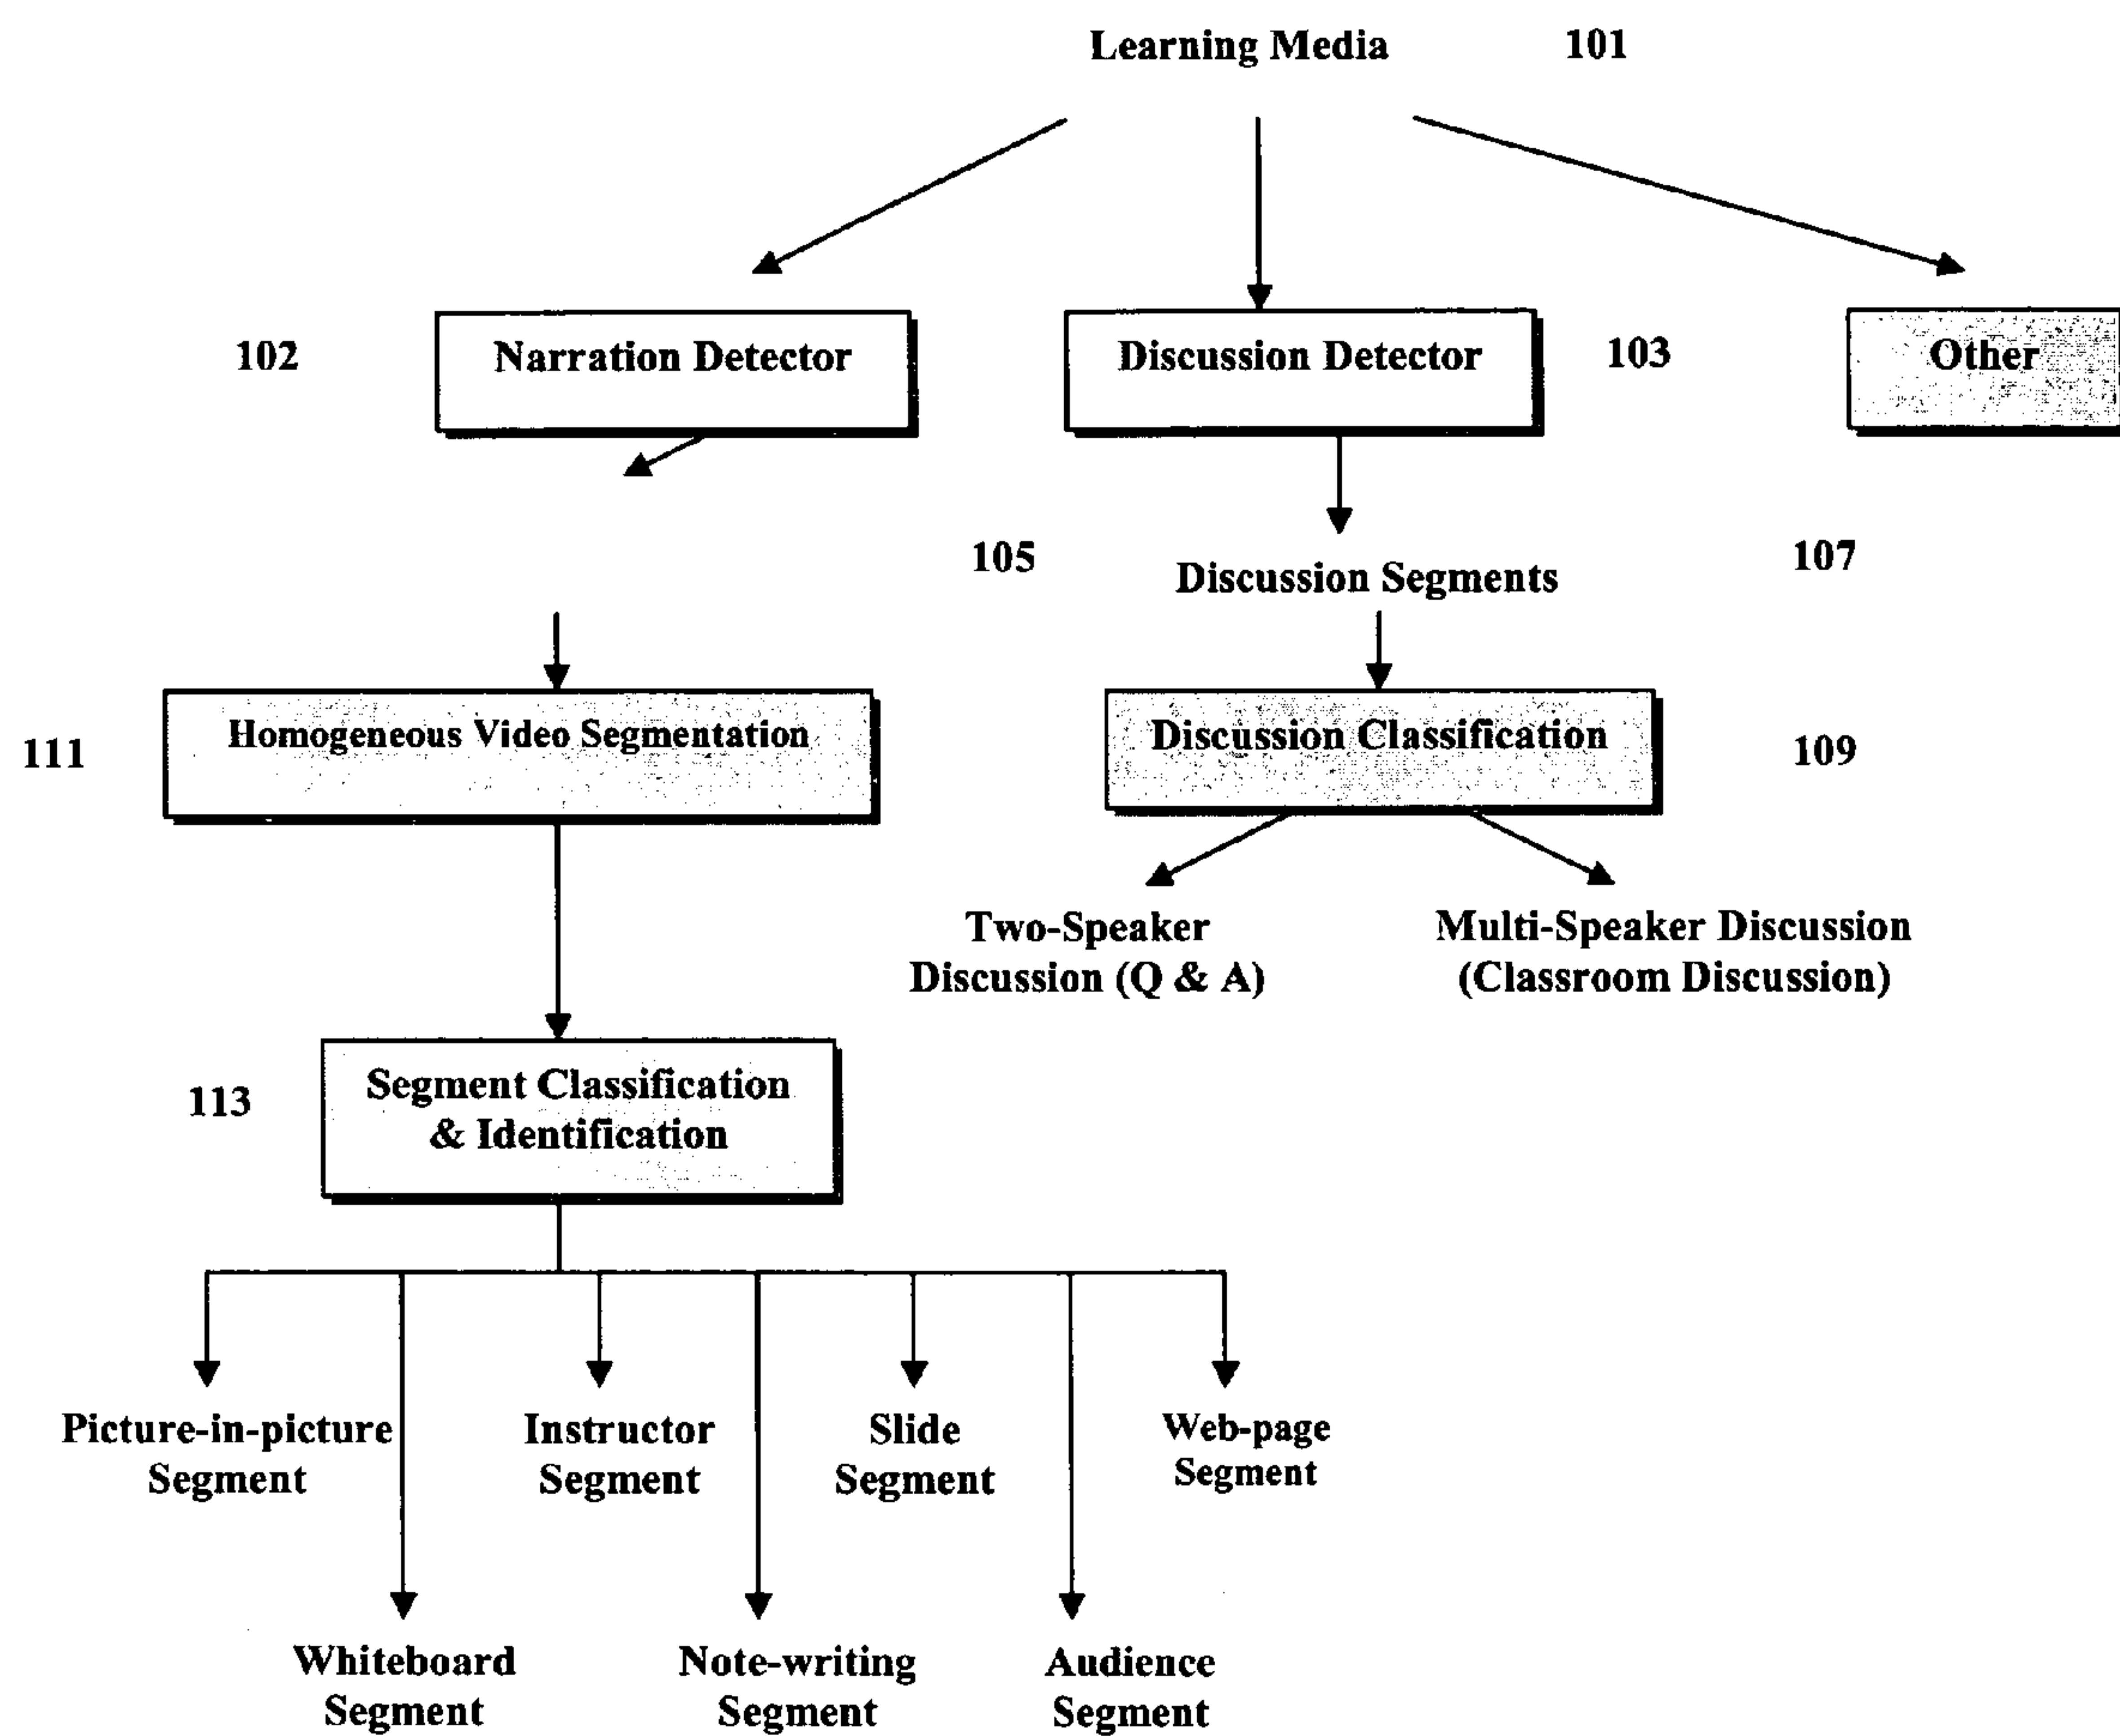 Learning Media 101
102 Narration Detector Discussion Detector 103 Other
105 Discussion Segments 107
111 Homogeneous Video Segmentation Discussion Classification 109
Two-Speaker Multi-Speaker Discussion
Discussion (Q & A) (Classroom Discussion)
113 Segment Classification
& Identification
Picture-in-picture Instructor Slide Web-page
Segment Segment Segment Segment
Whiteboard Note-writing Audience
Segment Segment Segment